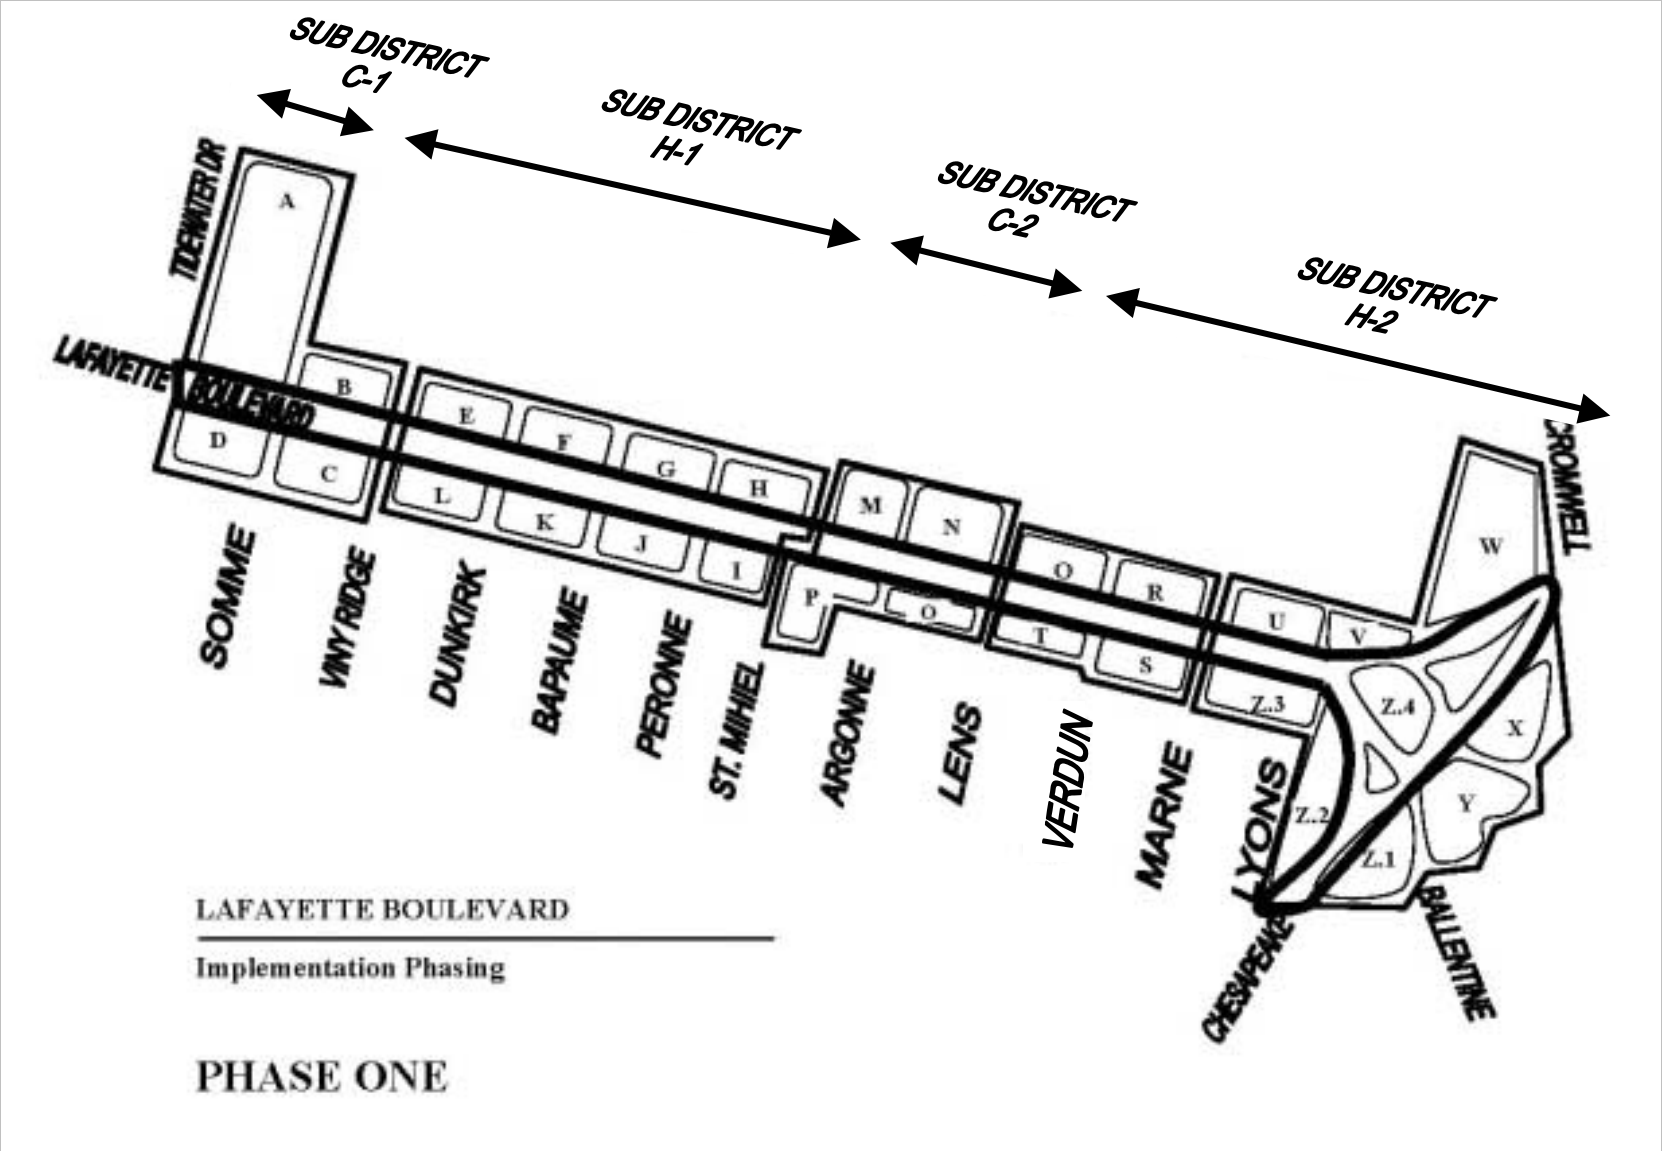 SUB DISTRICT
C-1
SUB DISTRICT
H-1
SUB DISTRICT
C-2
SUB DISTRICT
H-2
TIDEWATER DR
A
LAFAYETTE BOULEVARD
B
D
C
E
F
G
H
L
K
J
I
M
N
P
O
O
R
T
S
U
V
W
CROMWELL
Z.3
Z.4
X
Y
Z.2
Z.1
SOMME
VINY RIDGE
DUNKIRK
BAPAUME
PERONNE
ST. MIHIEL
ARGONNE
LENS
VERDUN
MARNE
LYONS
CHESAPEAKE
BALLENTINE
LAFAYETTE BOULEVARD
Implementation Phasing
PHASE ONE